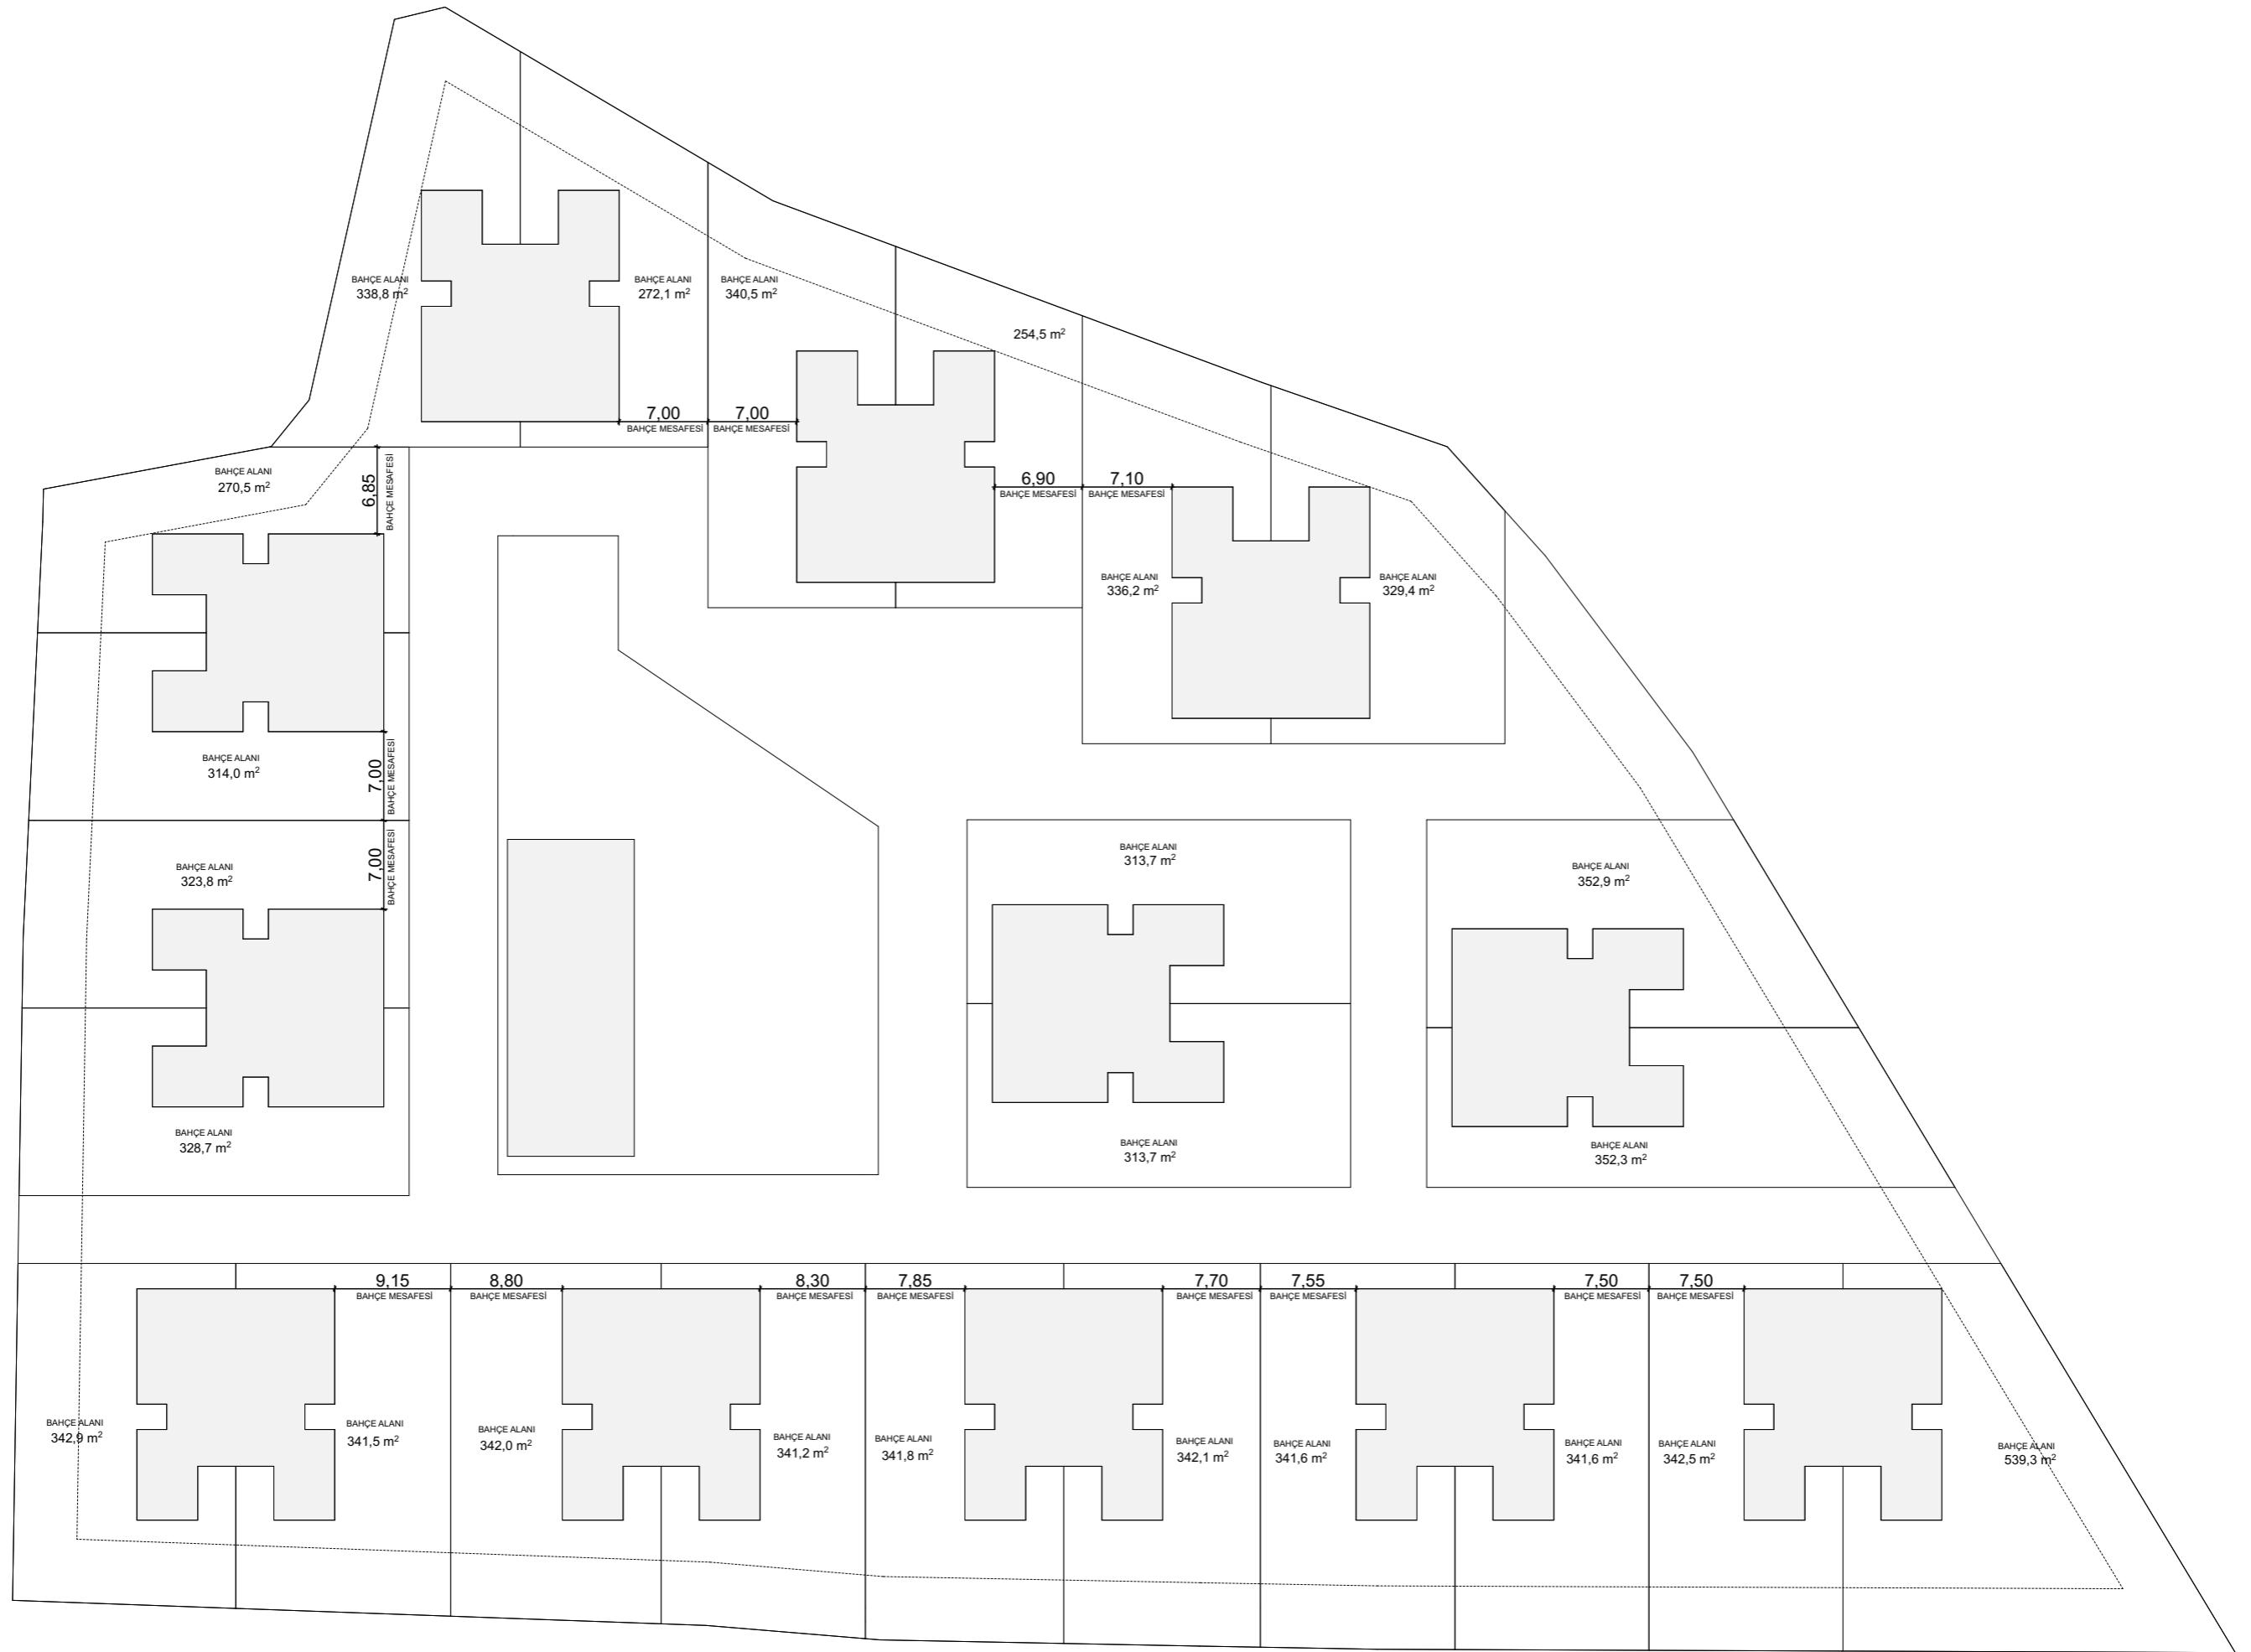 BAHÇE ALANI
338,8 m²
BAHÇE ALANI
272,1 m²
BAHÇE ALANI
340,5 m²
254,5 m²
7,00
BAHÇE MESAFESİ
7,00
BAHÇE MESAFESİ
BAHÇE ALANI
270,5 m²
6,85
BAHÇE MESAFESİ
6,90
BAHÇE MESAFESİ
7,10
BAHÇE MESAFESİ
BAHÇE ALANI
336,2 m²
BAHÇE ALANI
329,4 m²
BAHÇE ALANI
314,0 m²
7,00
BAHÇE MESAFESİ
BAHÇE ALANI
323,8 m²
7,00
BAHÇE MESAFESİ
BAHÇE ALANI
313,7 m²
BAHÇE ALANI
352,9 m²
BAHÇE ALANI
328,7 m²
BAHÇE ALANI
313,7 m²
BAHÇE ALANI
352,3 m²
9,15
BAHÇE MESAFESİ
8,80
BAHÇE MESAFESİ
8,30
BAHÇE MESAFESİ
7,85
BAHÇE MESAFESİ
7,70
BAHÇE MESAFESİ
7,55
BAHÇE MESAFESİ
7,50
BAHÇE MESAFESİ
7,50
BAHÇE MESAFESİ
BAHÇE ALANI
342,9 m²
BAHÇE ALANI
341,5 m²
BAHÇE ALANI
342,0 m²
BAHÇE ALANI
341,2 m²
BAHÇE ALANI
341,8 m²
BAHÇE ALANI
342,1 m²
BAHÇE ALANI
341,6 m²
BAHÇE ALANI
341,6 m²
BAHÇE ALANI
342,5 m²
BAHÇE ALANI
539,3 m²